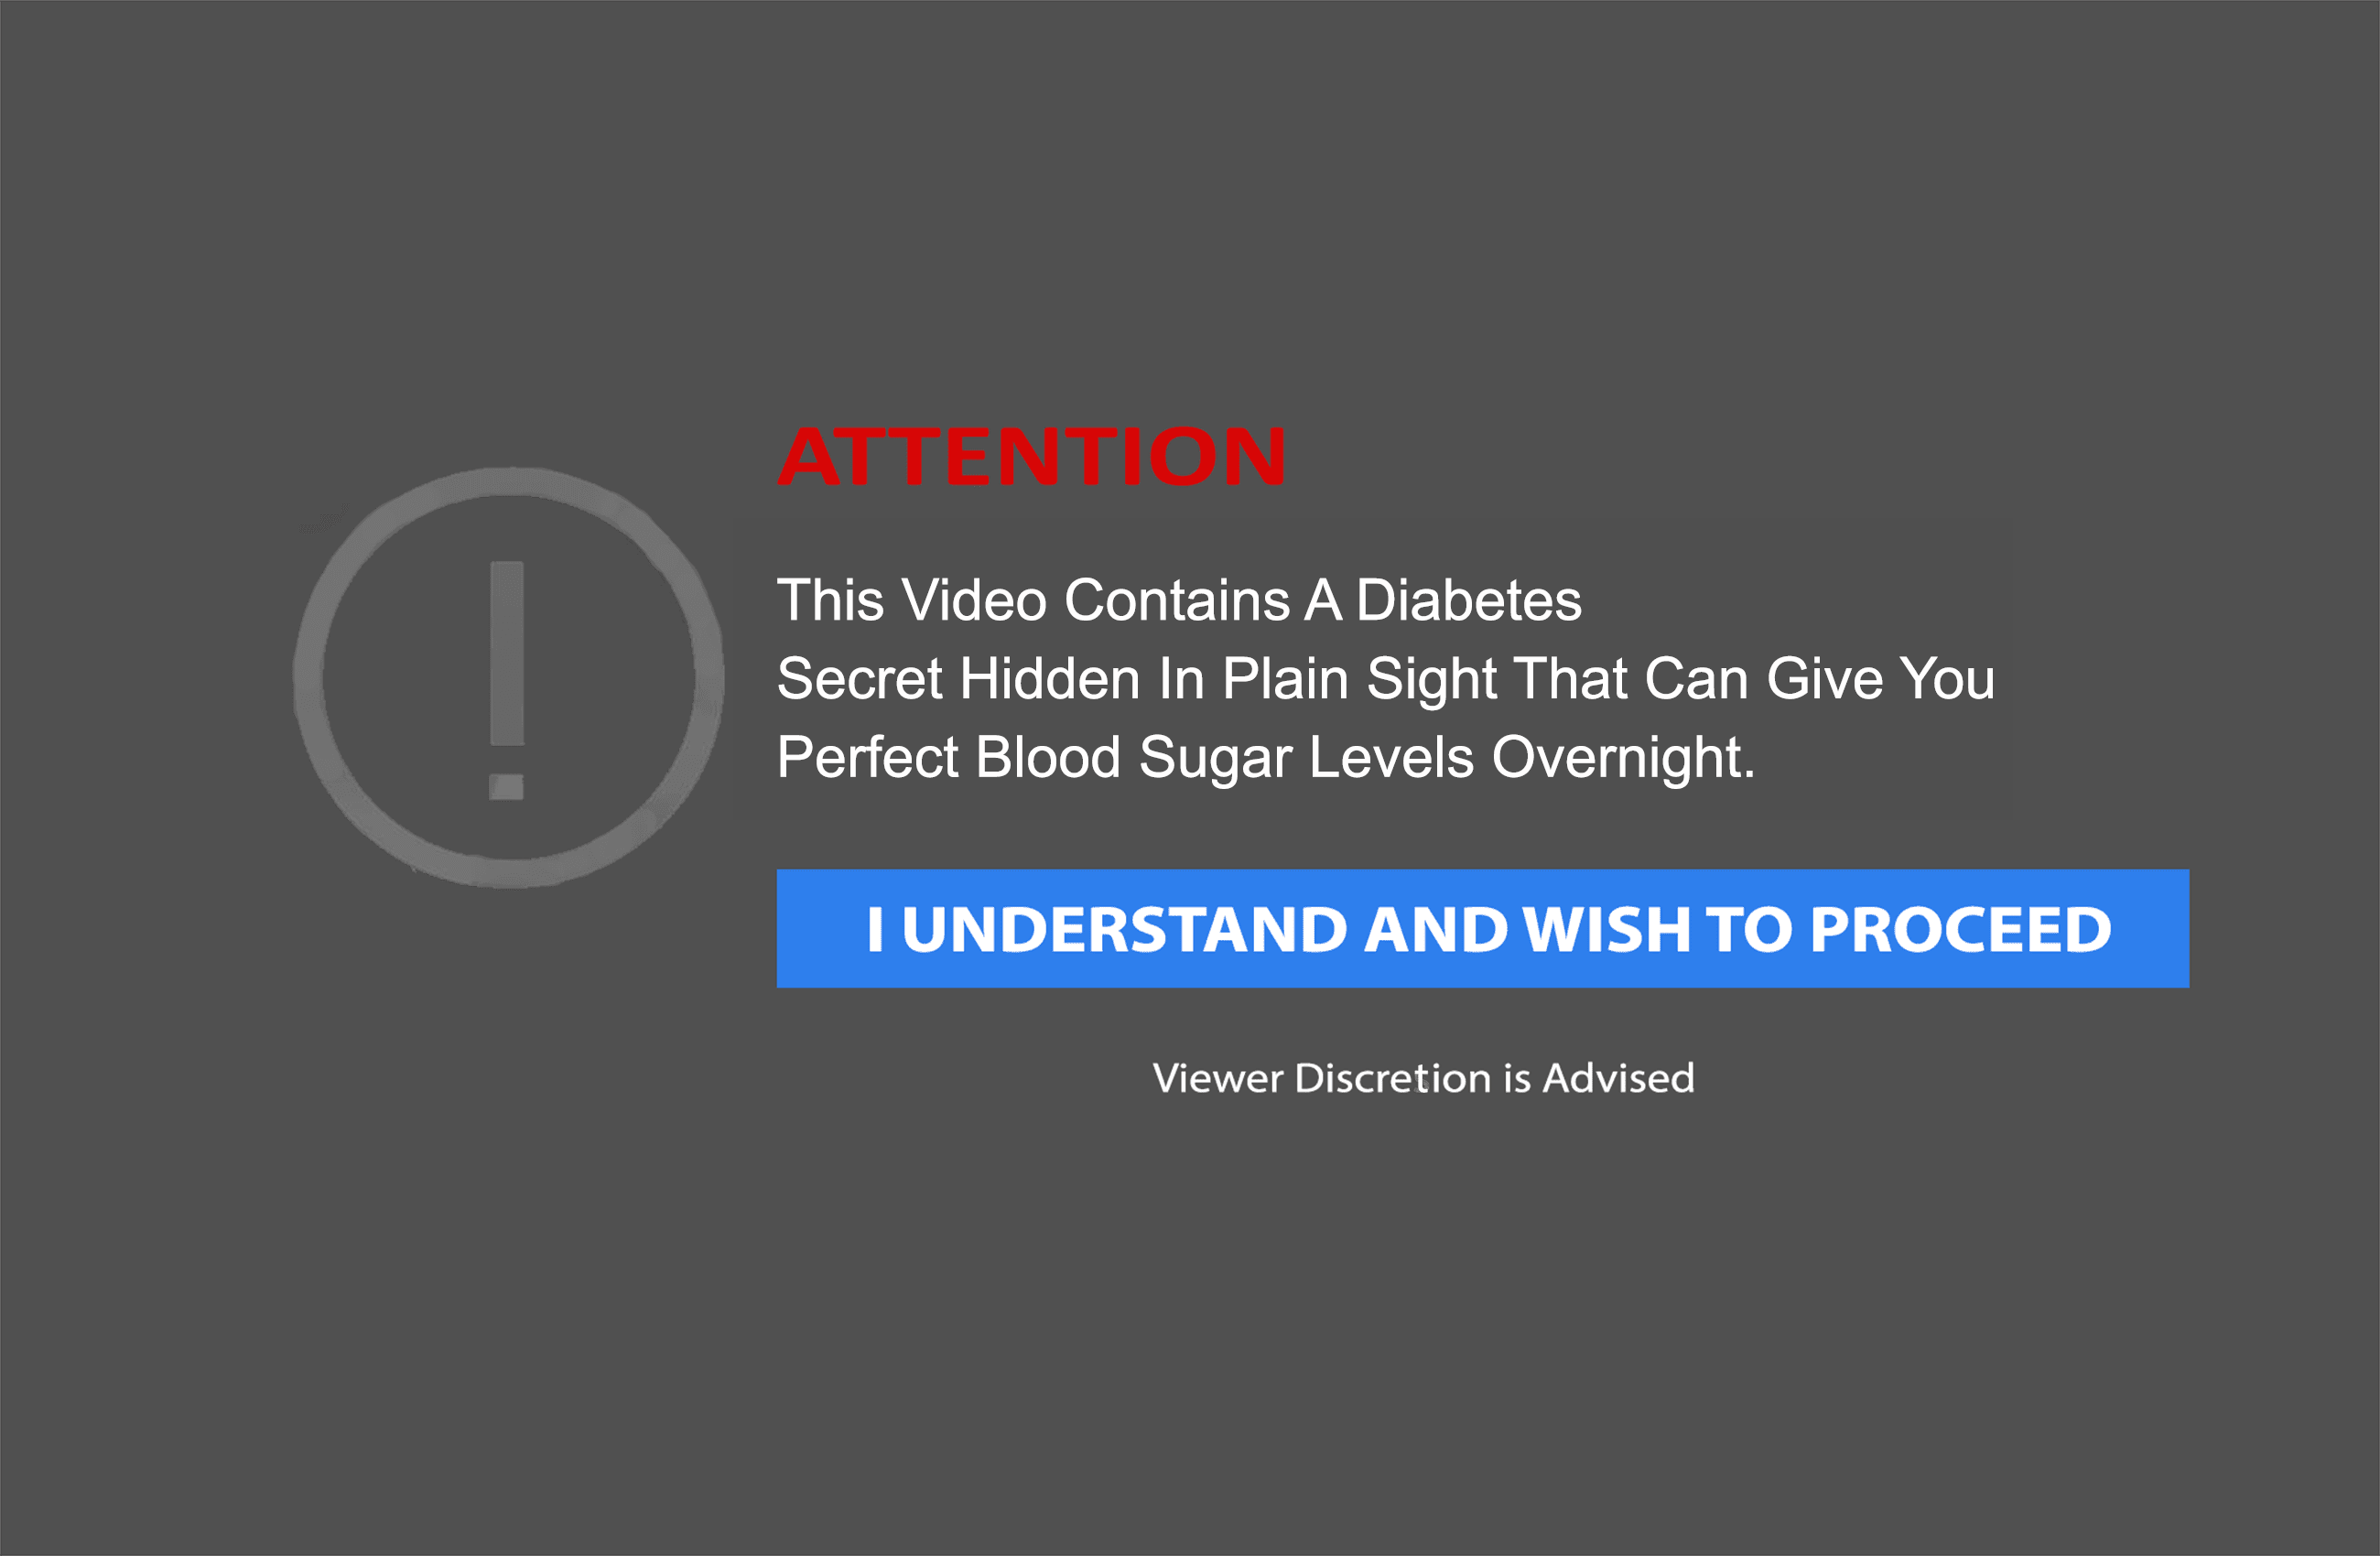 ATTENTION
This Video Contains A Diabetes
Secret Hidden In Plain Sight That Can Give You
Perfect Blood Sugar Levels Overnight.
I UNDERSTAND AND WISH TO PROCEED
Viewer Discretion is Advised